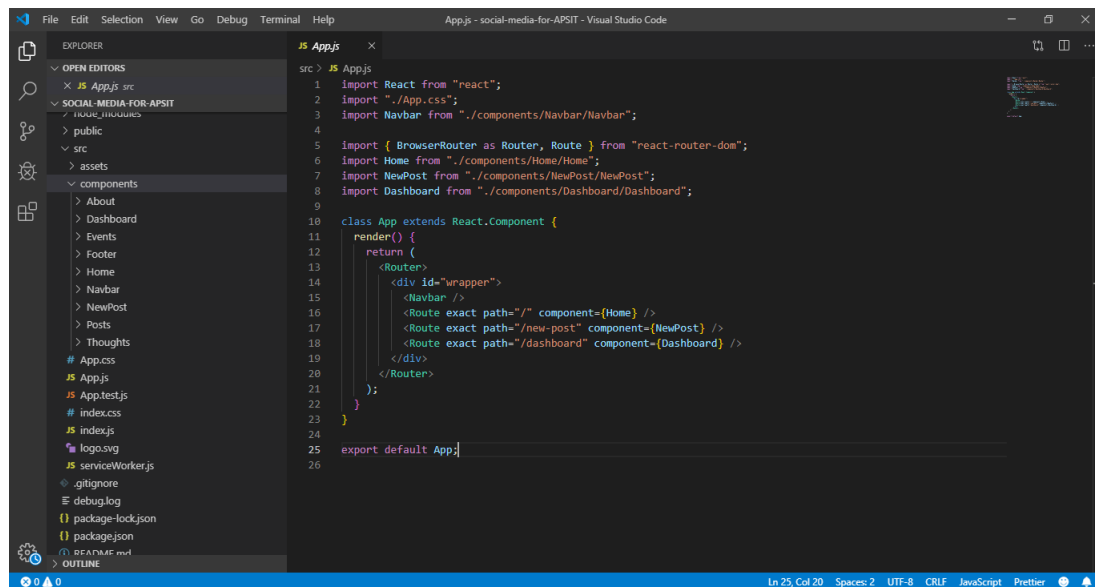 File Edit Selection View Go Debug Terminal Help App.js - social-media-for-APSIT - Visual Studio Code
EXPLORER
OPEN EDITORS
JS App.js src
SOCIAL-MEDIA-FOR-APSIT
node_modules
public
src
assets
components
About
Dashboard
Events
Footer
Home
Navbar
NewPost
Posts
Thoughts
# App.css
JS App.js
JS App.test.js
# index.css
JS index.js
logo.svg
JS serviceWorker.js
.gitignore
debug.log
{} package-lock.json
{} package.json
README.md
OUTLINE
JS App.js
src > JS App.js
1 import React from "react";
2 import "./App.css";
3 import Navbar from "./components/Navbar/Navbar";
4
5 import { BrowserRouter as Router, Route } from "react-router-dom";
6 import Home from "./components/Home/Home";
7 import NewPost from "./components/NewPost/NewPost";
8 import Dashboard from "./components/Dashboard/Dashboard";
9
10 class App extends React.Component {
11   render() {
12     return (
13       <Router>
14         <div id="wrapper">
15           <Navbar />
16           <Route exact path="/" component={Home} />
17           <Route exact path="/new-post" component={NewPost} />
18           <Route exact path="/dashboard" component={Dashboard} />
19         </div>
20       </Router>
21     );
22   }
23 }
24
25 export default App;
26
0 0 Ln 25, Col 20 Spaces: 2 UTF-8 CRLF JavaScript Prettier